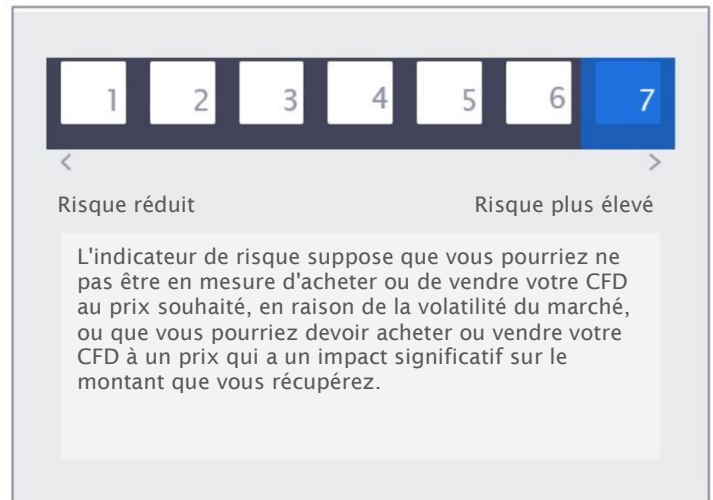 1 2 3 4 5 6 7
< >
Risque réduit Risque plus élevé
L'indicateur de risque suppose que vous pourriez ne
pas être en mesure d'acheter ou de vendre votre CFD
au prix souhaité, en raison de la volatilité du marché,
ou que vous pourriez devoir acheter ou vendre votre
CFD à un prix qui a un impact significatif sur le
montant que vous récupérez.